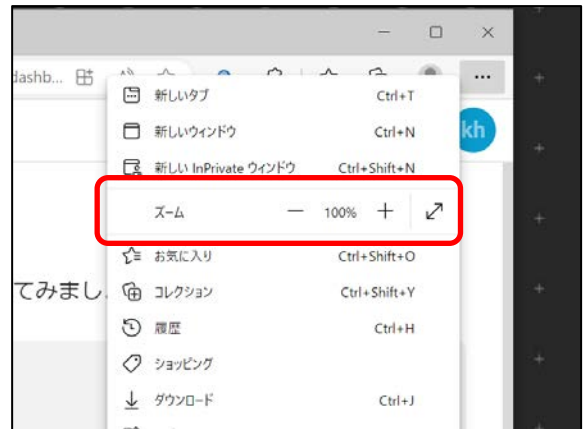 dashb...
新しいタブ Ctrl+T
新しいウィンドウ Ctrl+N
kh
新しい InPrivate ウィンドウ Ctrl+Shift+N
ズーム 100%
お気に入り Ctrl+Shift+O
てみまし
コレクション Ctrl+Shift+Y
履歴 Ctrl+H
ショッピング
ダウンロード Ctrl+J